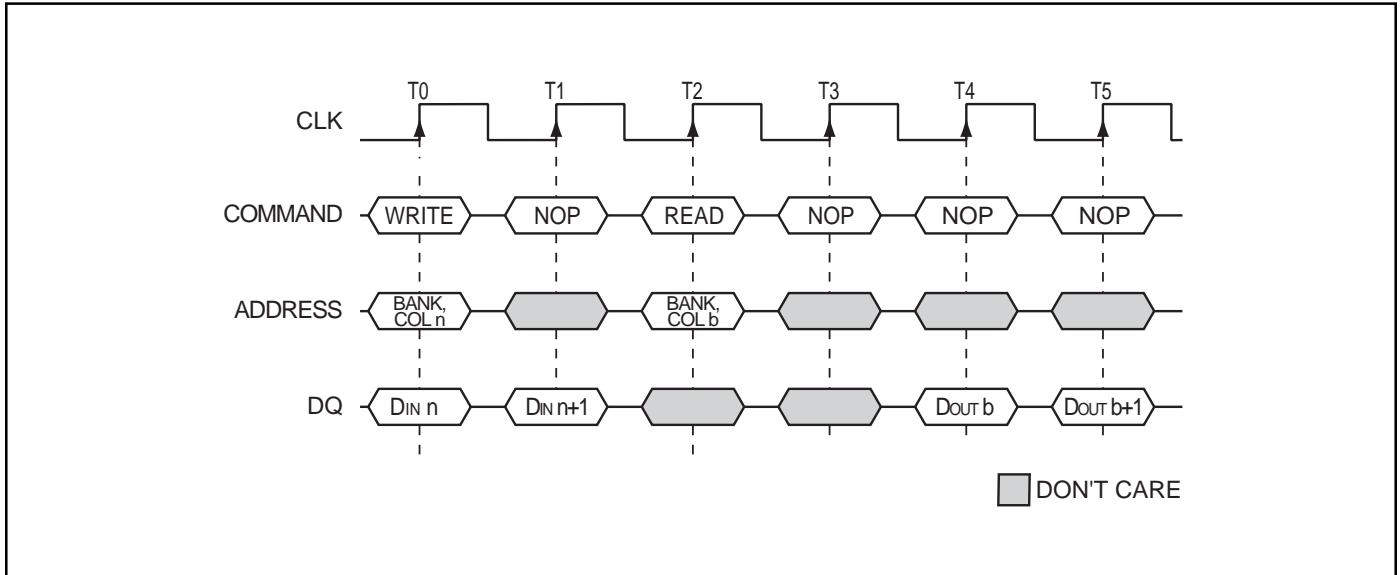 T0 T1 T2 T3 T4 T5
CLK
COMMAND WRITE NOP READ NOP NOP NOP
ADDRESS BANK, COL n BANK, COL b
DQ DIN n DIN n+1 DOUT b DOUT b+1
DON'T CARE